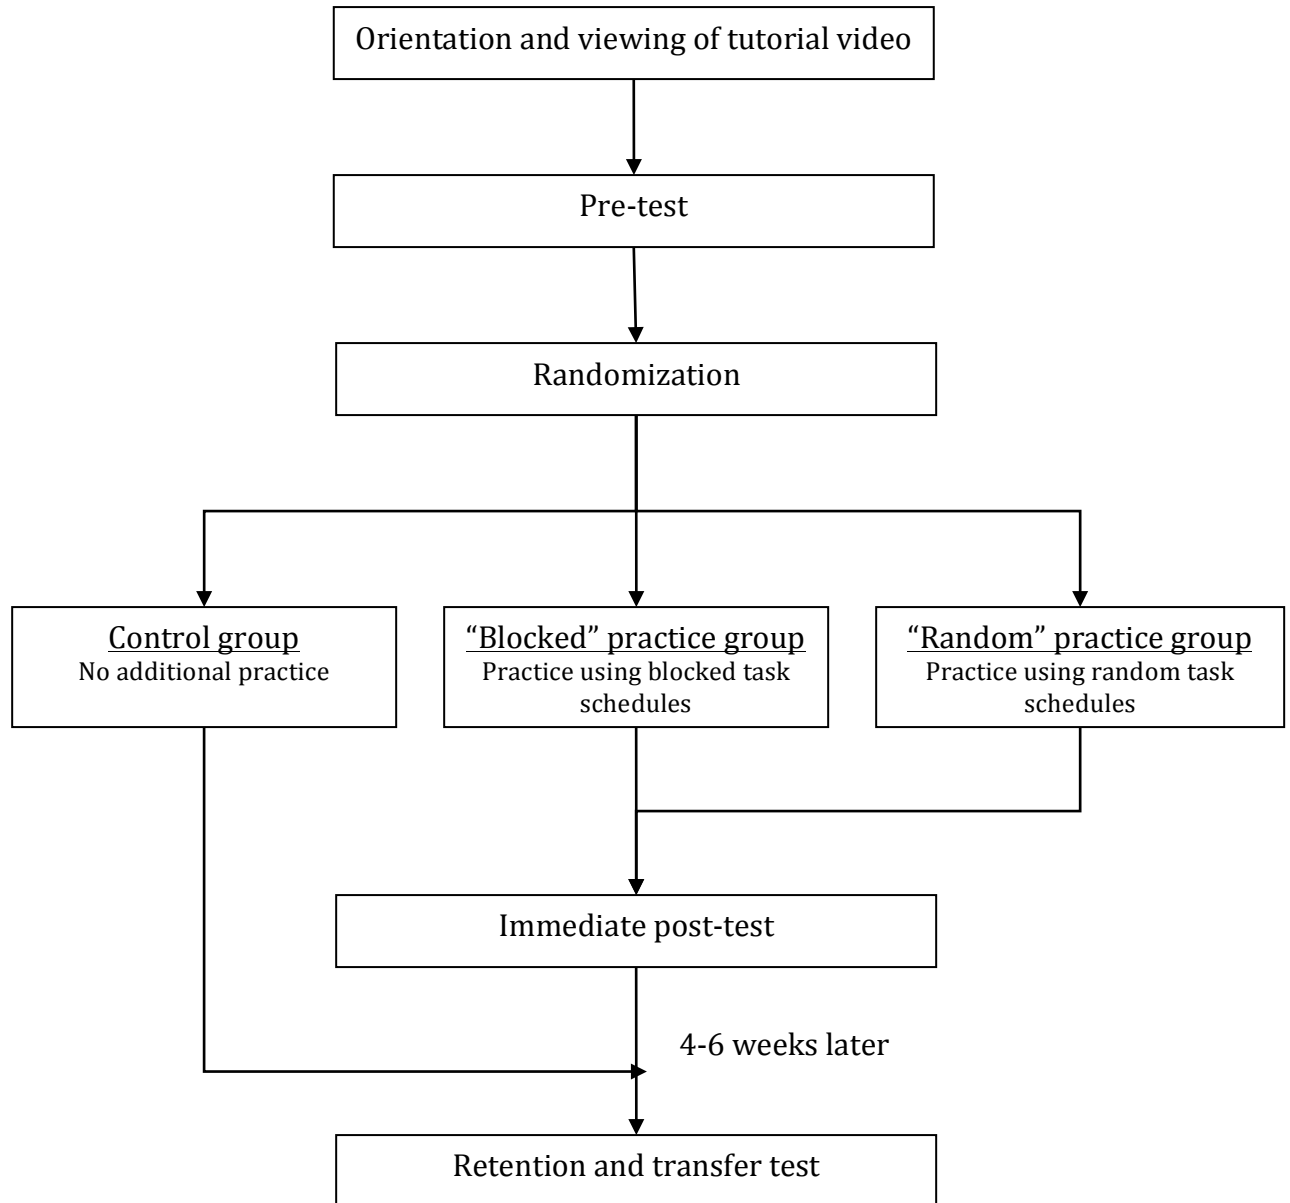 Orientation and viewing of tutorial video
Pre-test
Randomization
Control group
No additional practice
“Blocked” practice group
Practice using blocked task
schedules
“Random” practice group
Practice using random task
schedules
Immediate post-test
4-6 weeks later
Retention and transfer test